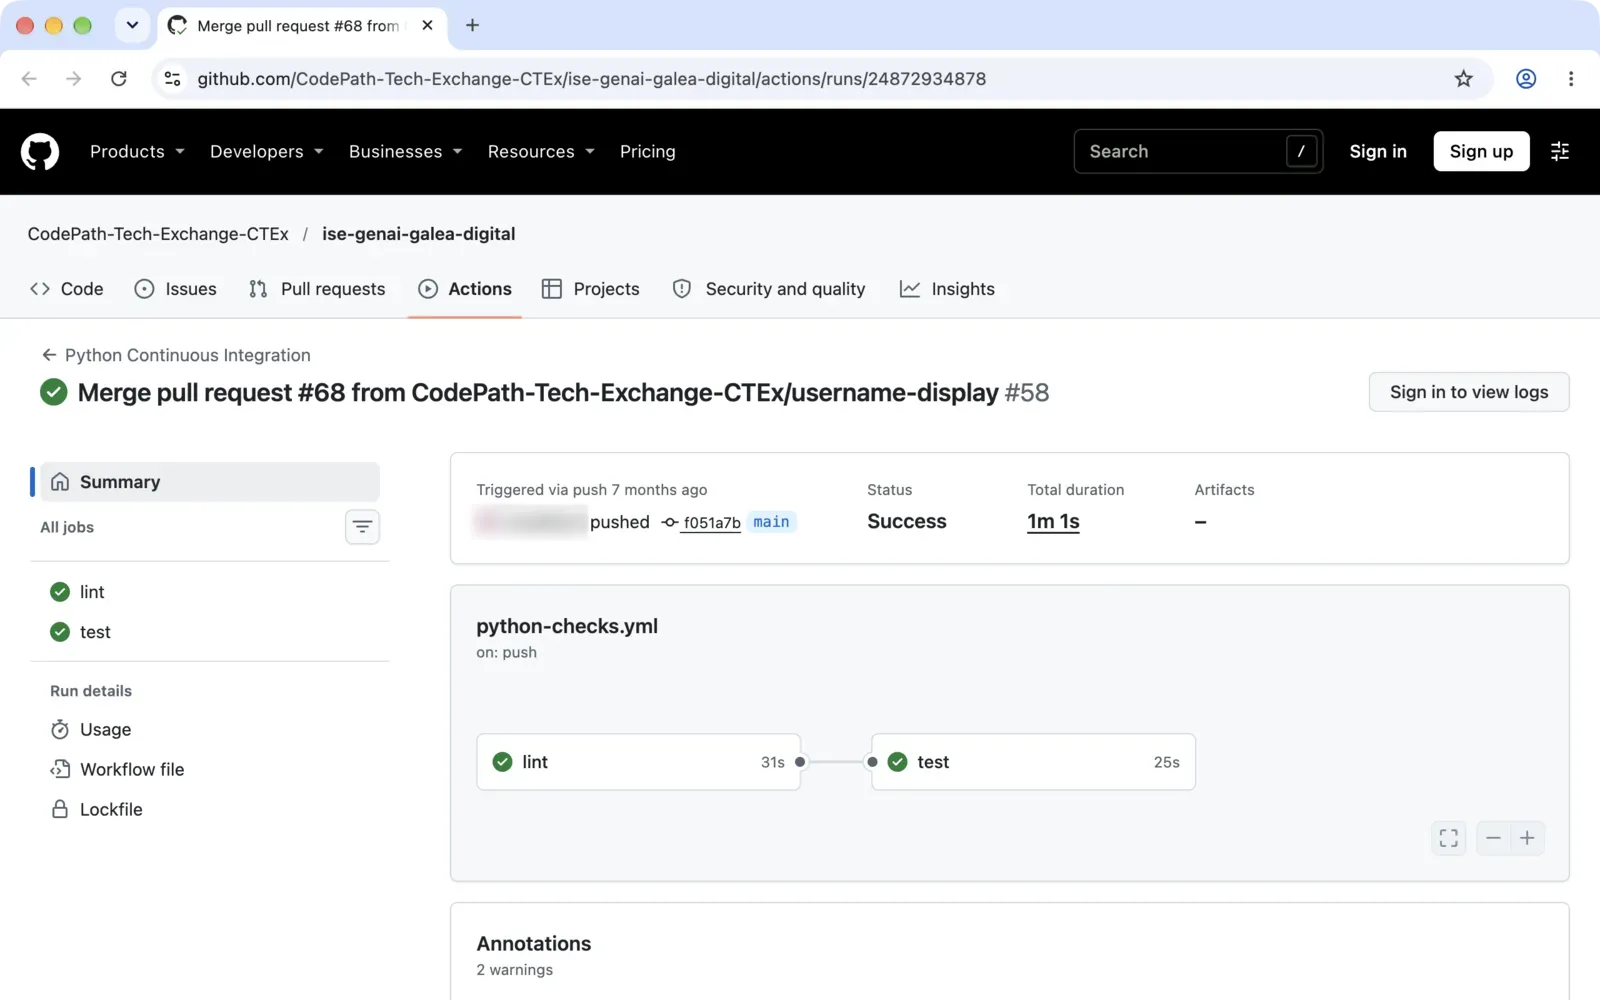 Merge pull request #68 from
github.com/CodePath-Tech-Exchange-CTEx/ise-genai-galea-digital/actions/runs/24872934878
Products Developers Businesses Resources Pricing Search / Sign in Sign up
CodePath-Tech-Exchange-CTEx / ise-genai-galea-digital
Code Issues Pull requests Actions Projects Security and quality Insights
Python Continuous Integration
Merge pull request #68 from CodePath-Tech-Exchange-CTEx/username-display #58
Sign in to view logs
Summary
All jobs
lint
test
Run details
Usage
Workflow file
Lockfile
Triggered via push 7 months ago
pushed f051a7b main
Status
Success
Total duration
1m 1s
Artifacts
–
python-checks.yml
on: push
lint 31s
test 25s
Annotations
2 warnings